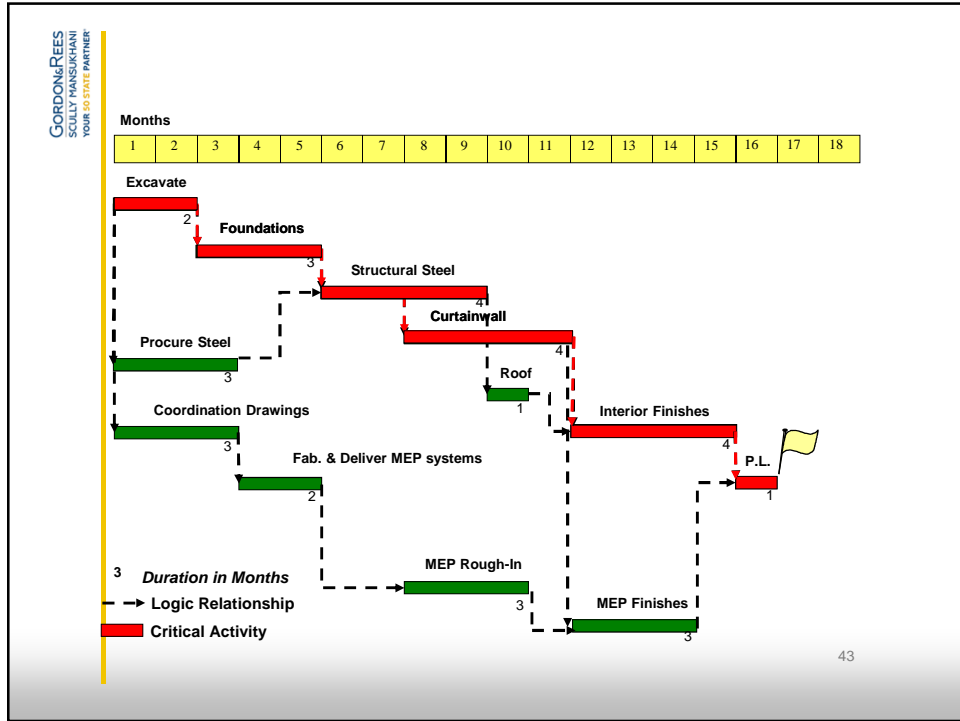 GORDON&REES
SCULLY MANSUKHANI
YOUR 50 STATE PARTNER
Months
1 2 3 4 5 6 7 8 9 10 11 12 13 14 15 16 17 18
Excavate
2
Foundations
3
Structural Steel
4
Curtainwall
4
Procure Steel
3
Roof
1
Coordination Drawings
3
Interior Finishes
4
Fab. & Deliver MEP systems
2
P.L.
1
MEP Rough-In
3
MEP Finishes
3
3 Duration in Months
Logic Relationship
Critical Activity
43